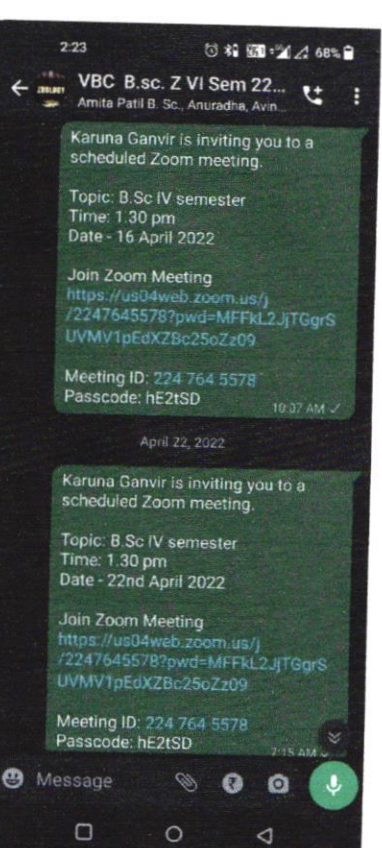 2:23
68%
VBC B.sc. Z VI Sem 22...
Amita Patil B. Sc., Anuradha, Avin...
Karuna Ganvir is inviting you to a
scheduled Zoom meeting.
Topic: B.Sc IV semester
Time: 1.30 pm
Date - 16 April 2022
Join Zoom Meeting
https://us04web.zoom.us/j
/2247645578?pwd=MFFkL2JjTGgrS
UVMV1pEdXZBc25oZz09
Meeting ID: 224 764 5578
Passcode: hE2tSD
10:07 AM
April 22, 2022
Karuna Ganvir is inviting you to a
scheduled Zoom meeting.
Topic: B.Sc IV semester
Time: 1.30 pm
Date - 22nd April 2022
Join Zoom Meeting
https://us04web.zoom.us/j
/2247645578?pwd=MFFkL2JjTGgrS
UVMV1pEdXZBc25oZz09
Meeting ID: 224 764 5578
Passcode: hE2tSD
7:15 AM
Message